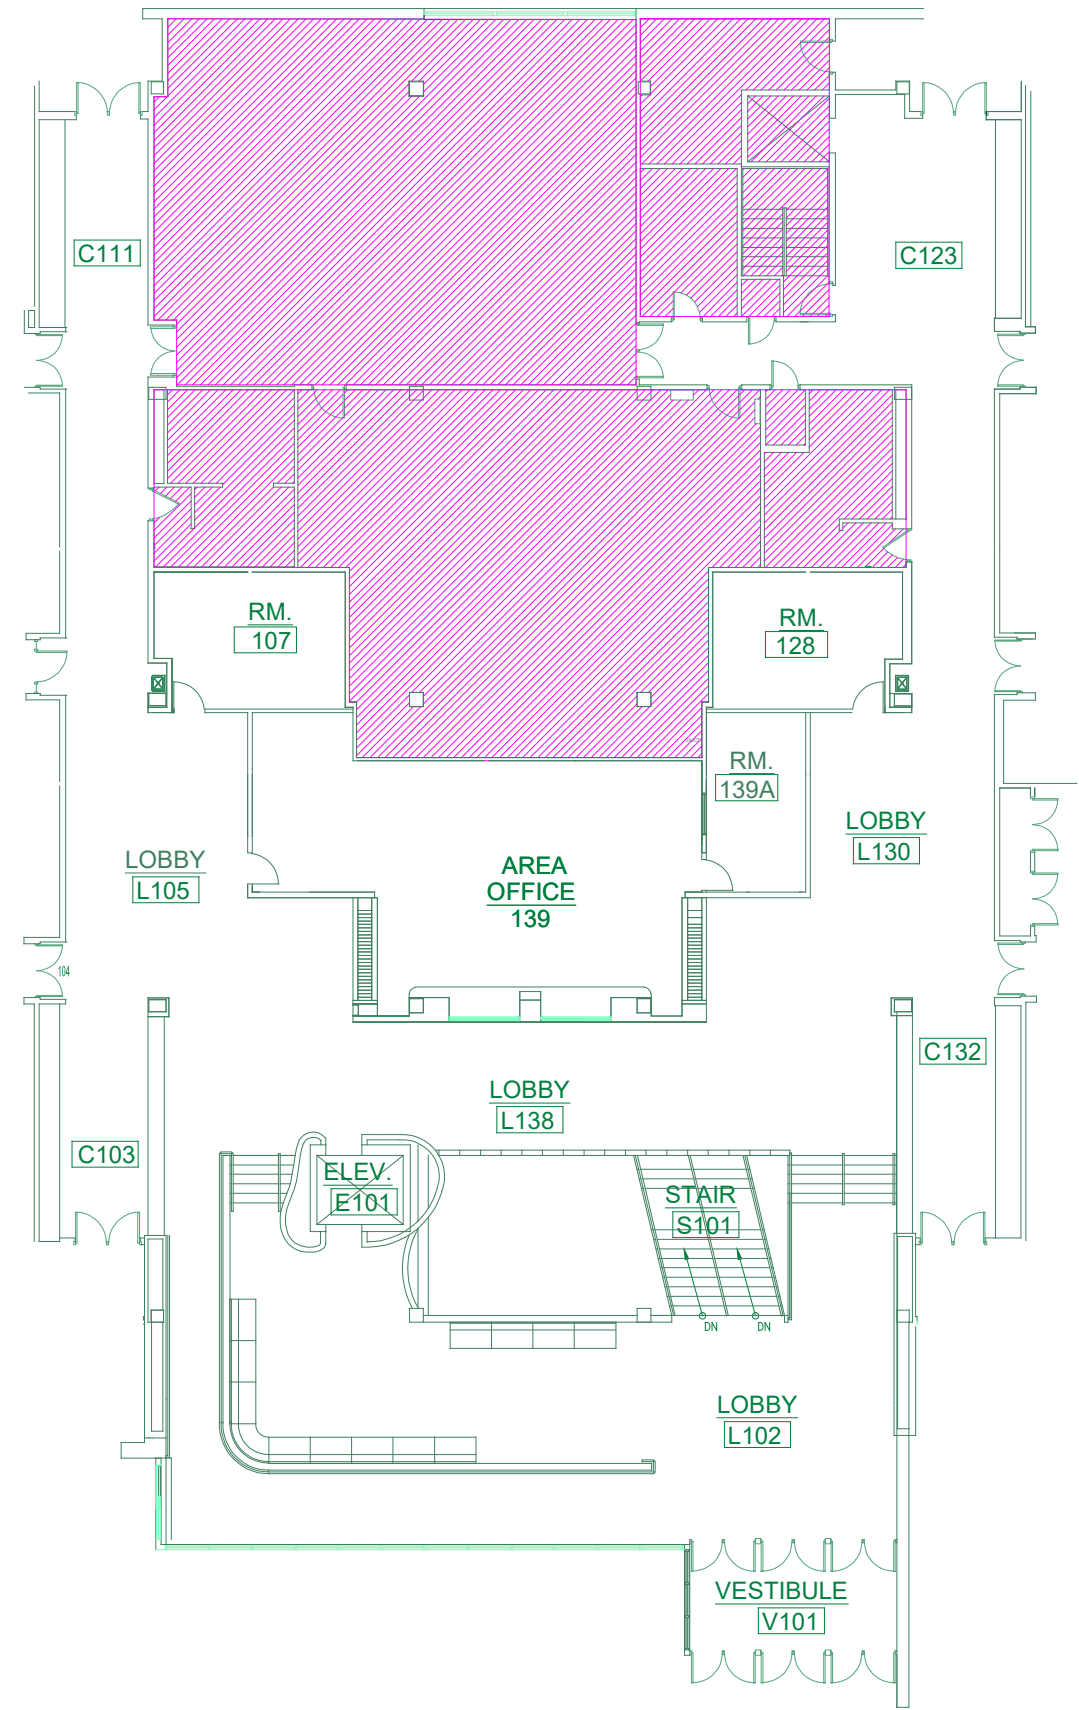 C111
C123
RM.
107
RM.
128
RM.
139A
LOBBY
L130
LOBBY
L105
AREA
OFFICE
139
104
C132
LOBBY
L138
C103
ELEV.
E101
STAIR
S101
DN
DN
LOBBY
L102
VESTIBULE
V101